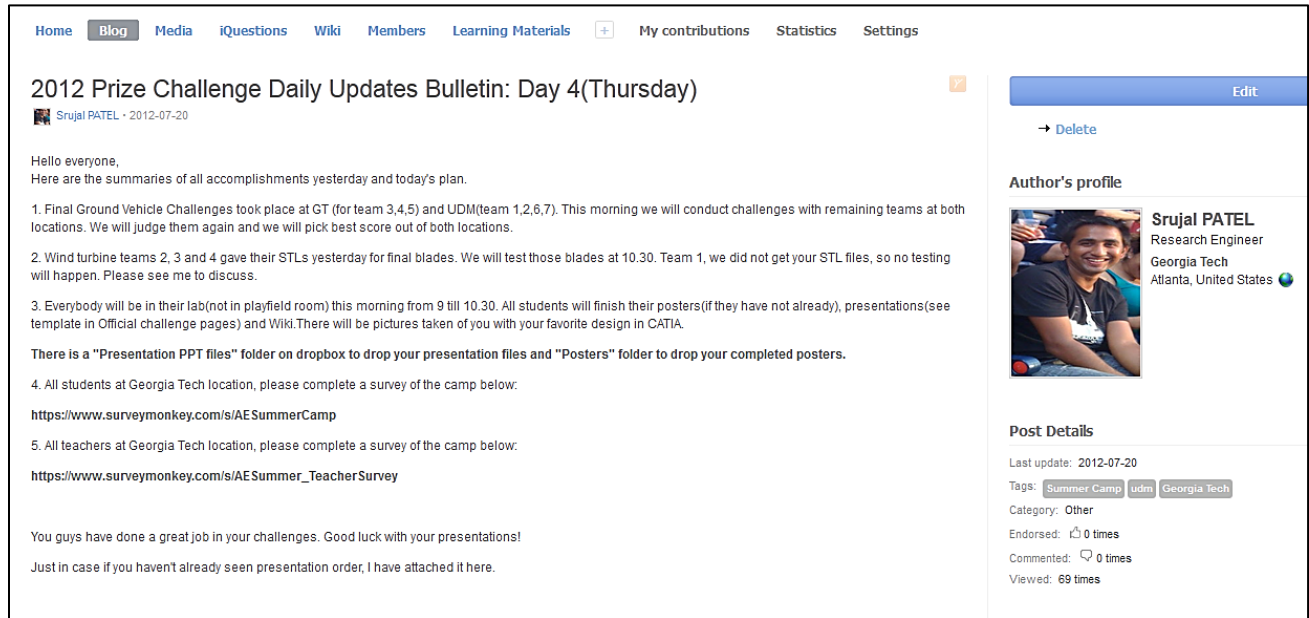 Home Blog Media iQuestions Wiki Members Learning Materials + My contributions Statistics Settings
2012 Prize Challenge Daily Updates Bulletin: Day 4(Thursday)
Srujal PATEL • 2012-07-20
Hello everyone,
Here are the summaries of all accomplishments yesterday and today's plan.
1. Final Ground Vehicle Challenges took place at GT (for team 3,4,5) and UDM(team 1,2,6,7). This morning we will conduct challenges with remaining teams at both
locations. We will judge them again and we will pick best score out of both locations.
2. Wind turbine teams 2, 3 and 4 gave their STLs yesterday for final blades. We will test those blades at 10.30. Team 1, we did not get your STL files, so no testing
will happen. Please see me to discuss.
3. Everybody will be in their lab(not in playfield room) this morning from 9 till 10.30. All students will finish their posters(if they have not already), presentations(see
template in Official challenge pages) and Wiki.There will be pictures taken of you with your favorite design in CATIA.
There is a "Presentation PPT files" folder on dropbox to drop your presentation files and "Posters" folder to drop your completed posters.
4. All students at Georgia Tech location, please complete a survey of the camp below:
https://www.surveymonkey.com/s/AESummerCamp
5. All teachers at Georgia Tech location, please complete a survey of the camp below:
https://www.surveymonkey.com/s/AESummer_TeacherSurvey
You guys have done a great job in your challenges. Good luck with your presentations!
Just in case if you haven't already seen presentation order, I have attached it here.
Edit
→ Delete
Author's profile
Srujal PATEL
Research Engineer
Georgia Tech
Atlanta, United States
Post Details
Last update: 2012-07-20
Tags: Summer Camp udm Georgia Tech
Category: Other
Endorsed: 0 times
Commented: 0 times
Viewed: 69 times